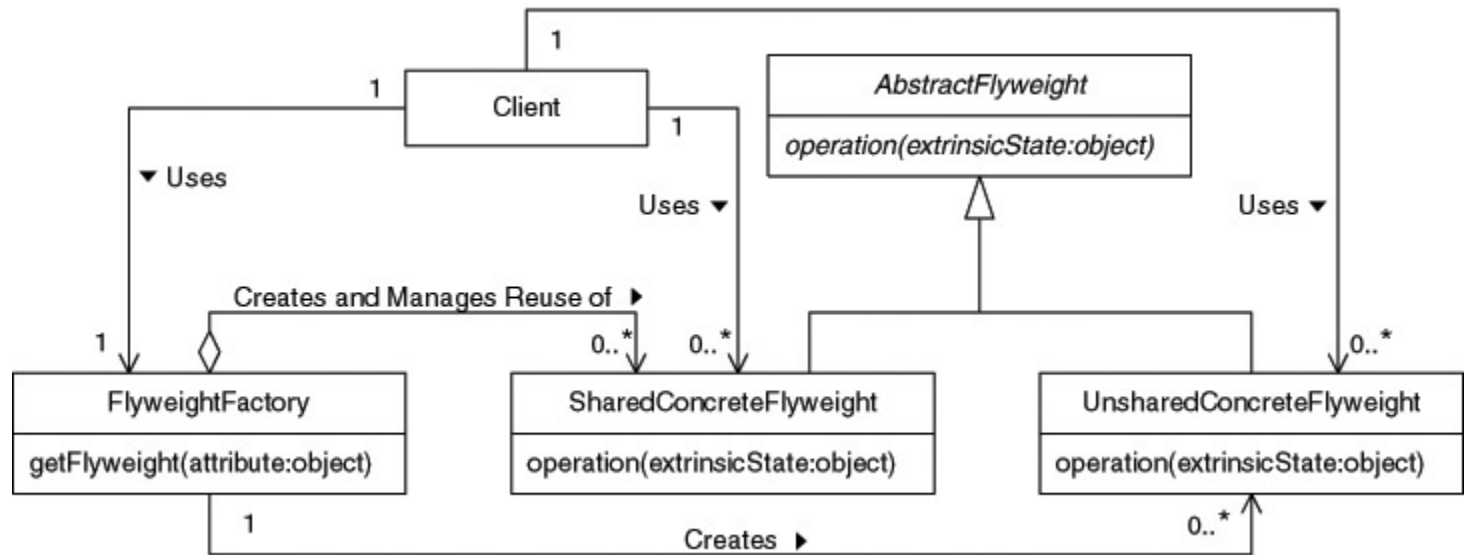 1
1
Client
1
AbstractFlyweight
operation(extrinsicState:object)
Uses
Uses
Uses
Creates and Manages Reuse of
1
0..*
0..*
0..*
FlyweightFactory
getFlyweight(attribute:object)
SharedConcreteFlyweight
operation(extrinsicState:object)
UnsharedConcreteFlyweight
operation(extrinsicState:object)
1
Creates
0..*